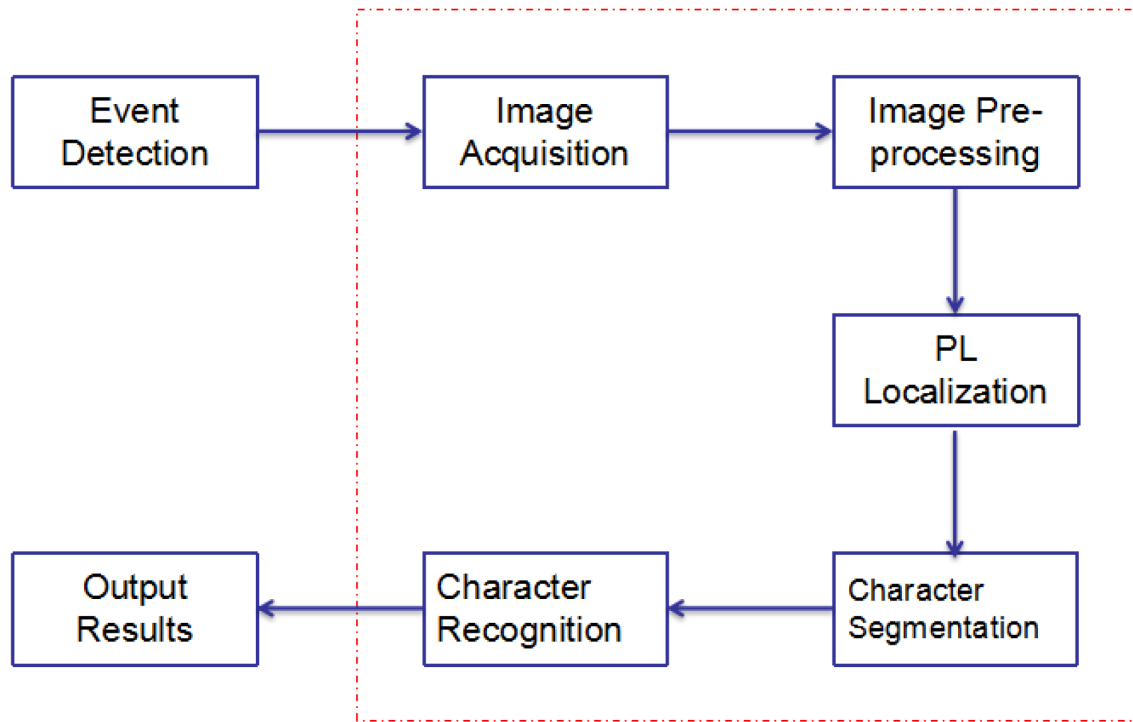 Event
Detection
Image
Acquisition
Image Pre-
processing
PL
Localization
Character
Segmentation
Character
Recognition
Output
Results